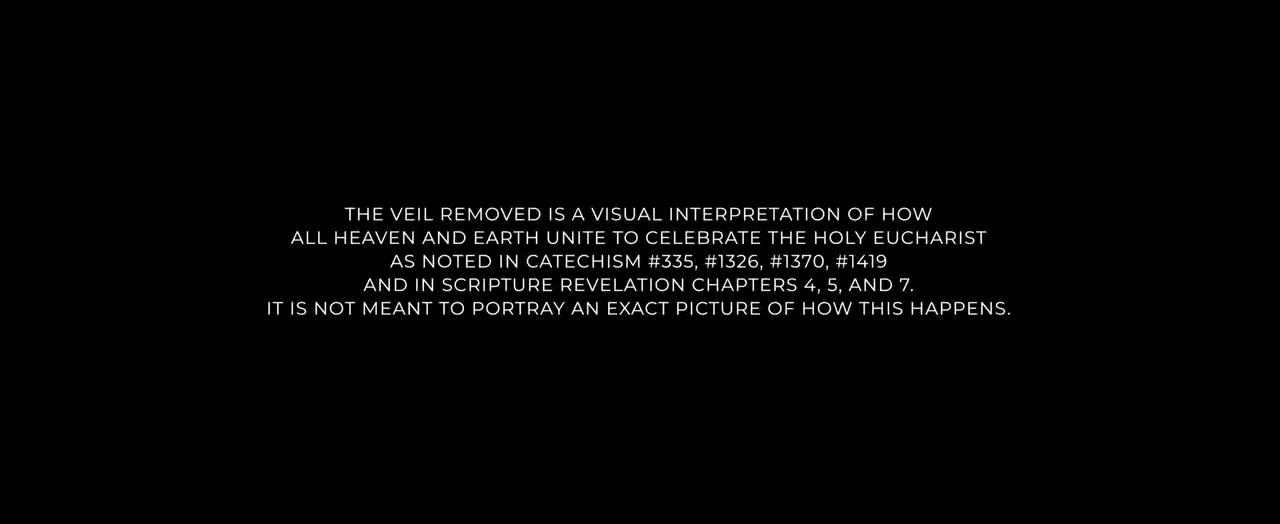 THE VEIL REMOVED IS A VISUAL INTERPRETATION OF HOW
ALL HEAVEN AND EARTH UNITE TO CELEBRATE THE HOLY EUCHARIST
AS NOTED IN CATECHISM #335, #1326, #1370, #1419
AND IN SCRIPTURE REVELATION CHAPTERS 4, 5, AND 7.
IT IS NOT MEANT TO PORTRAY AN EXACT PICTURE OF HOW THIS HAPPENS.